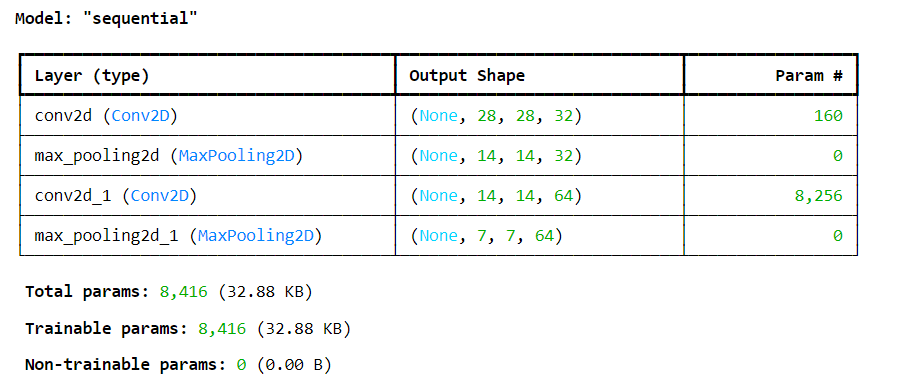 Model: "sequential"
Layer (type) Output Shape Param #
conv2d (Conv2D) (None, 28, 28, 32) 160
max_pooling2d (MaxPooling2D) (None, 14, 14, 32) 0
conv2d_1 (Conv2D) (None, 14, 14, 64) 8,256
max_pooling2d_1 (MaxPooling2D) (None, 7, 7, 64) 0
Total params: 8,416 (32.88 KB)
Trainable params: 8,416 (32.88 KB)
Non-trainable params: 0 (0.00 B)